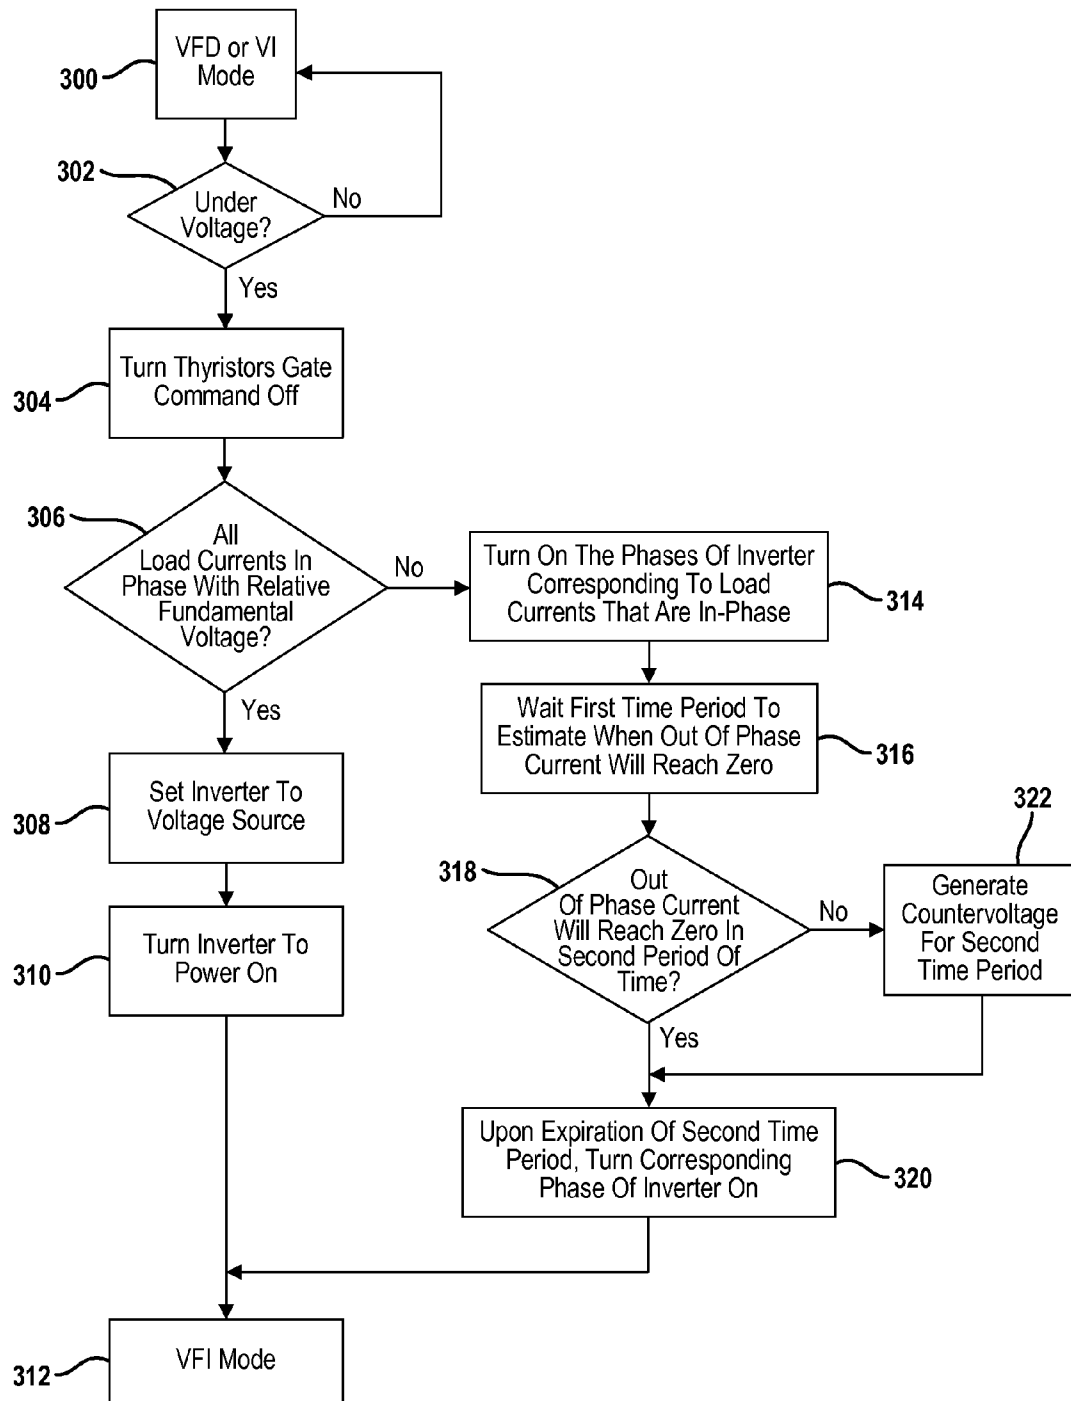 VFD or VI
Mode
300
302
Under
Voltage?
No
Yes
Turn Thyristors Gate
Command Off
304
306
All
Load Currents In
Phase With Relative
Fundamental
Voltage?
No
Yes
Turn On The Phases Of Inverter
Corresponding To Load
Currents That Are In-Phase
314
Wait First Time Period To
Estimate When Out Of Phase
Current Will Reach Zero
316
Set Inverter To
Voltage Source
308
322
318
Out
Of Phase Current
Will Reach Zero In
Second Period Of
Time?
No
Yes
Generate
Countervoltage
For Second
Time Period
Turn Inverter To
Power On
310
Upon Expiration Of Second Time
Period, Turn Corresponding
Phase Of Inverter On
320
VFI Mode
312